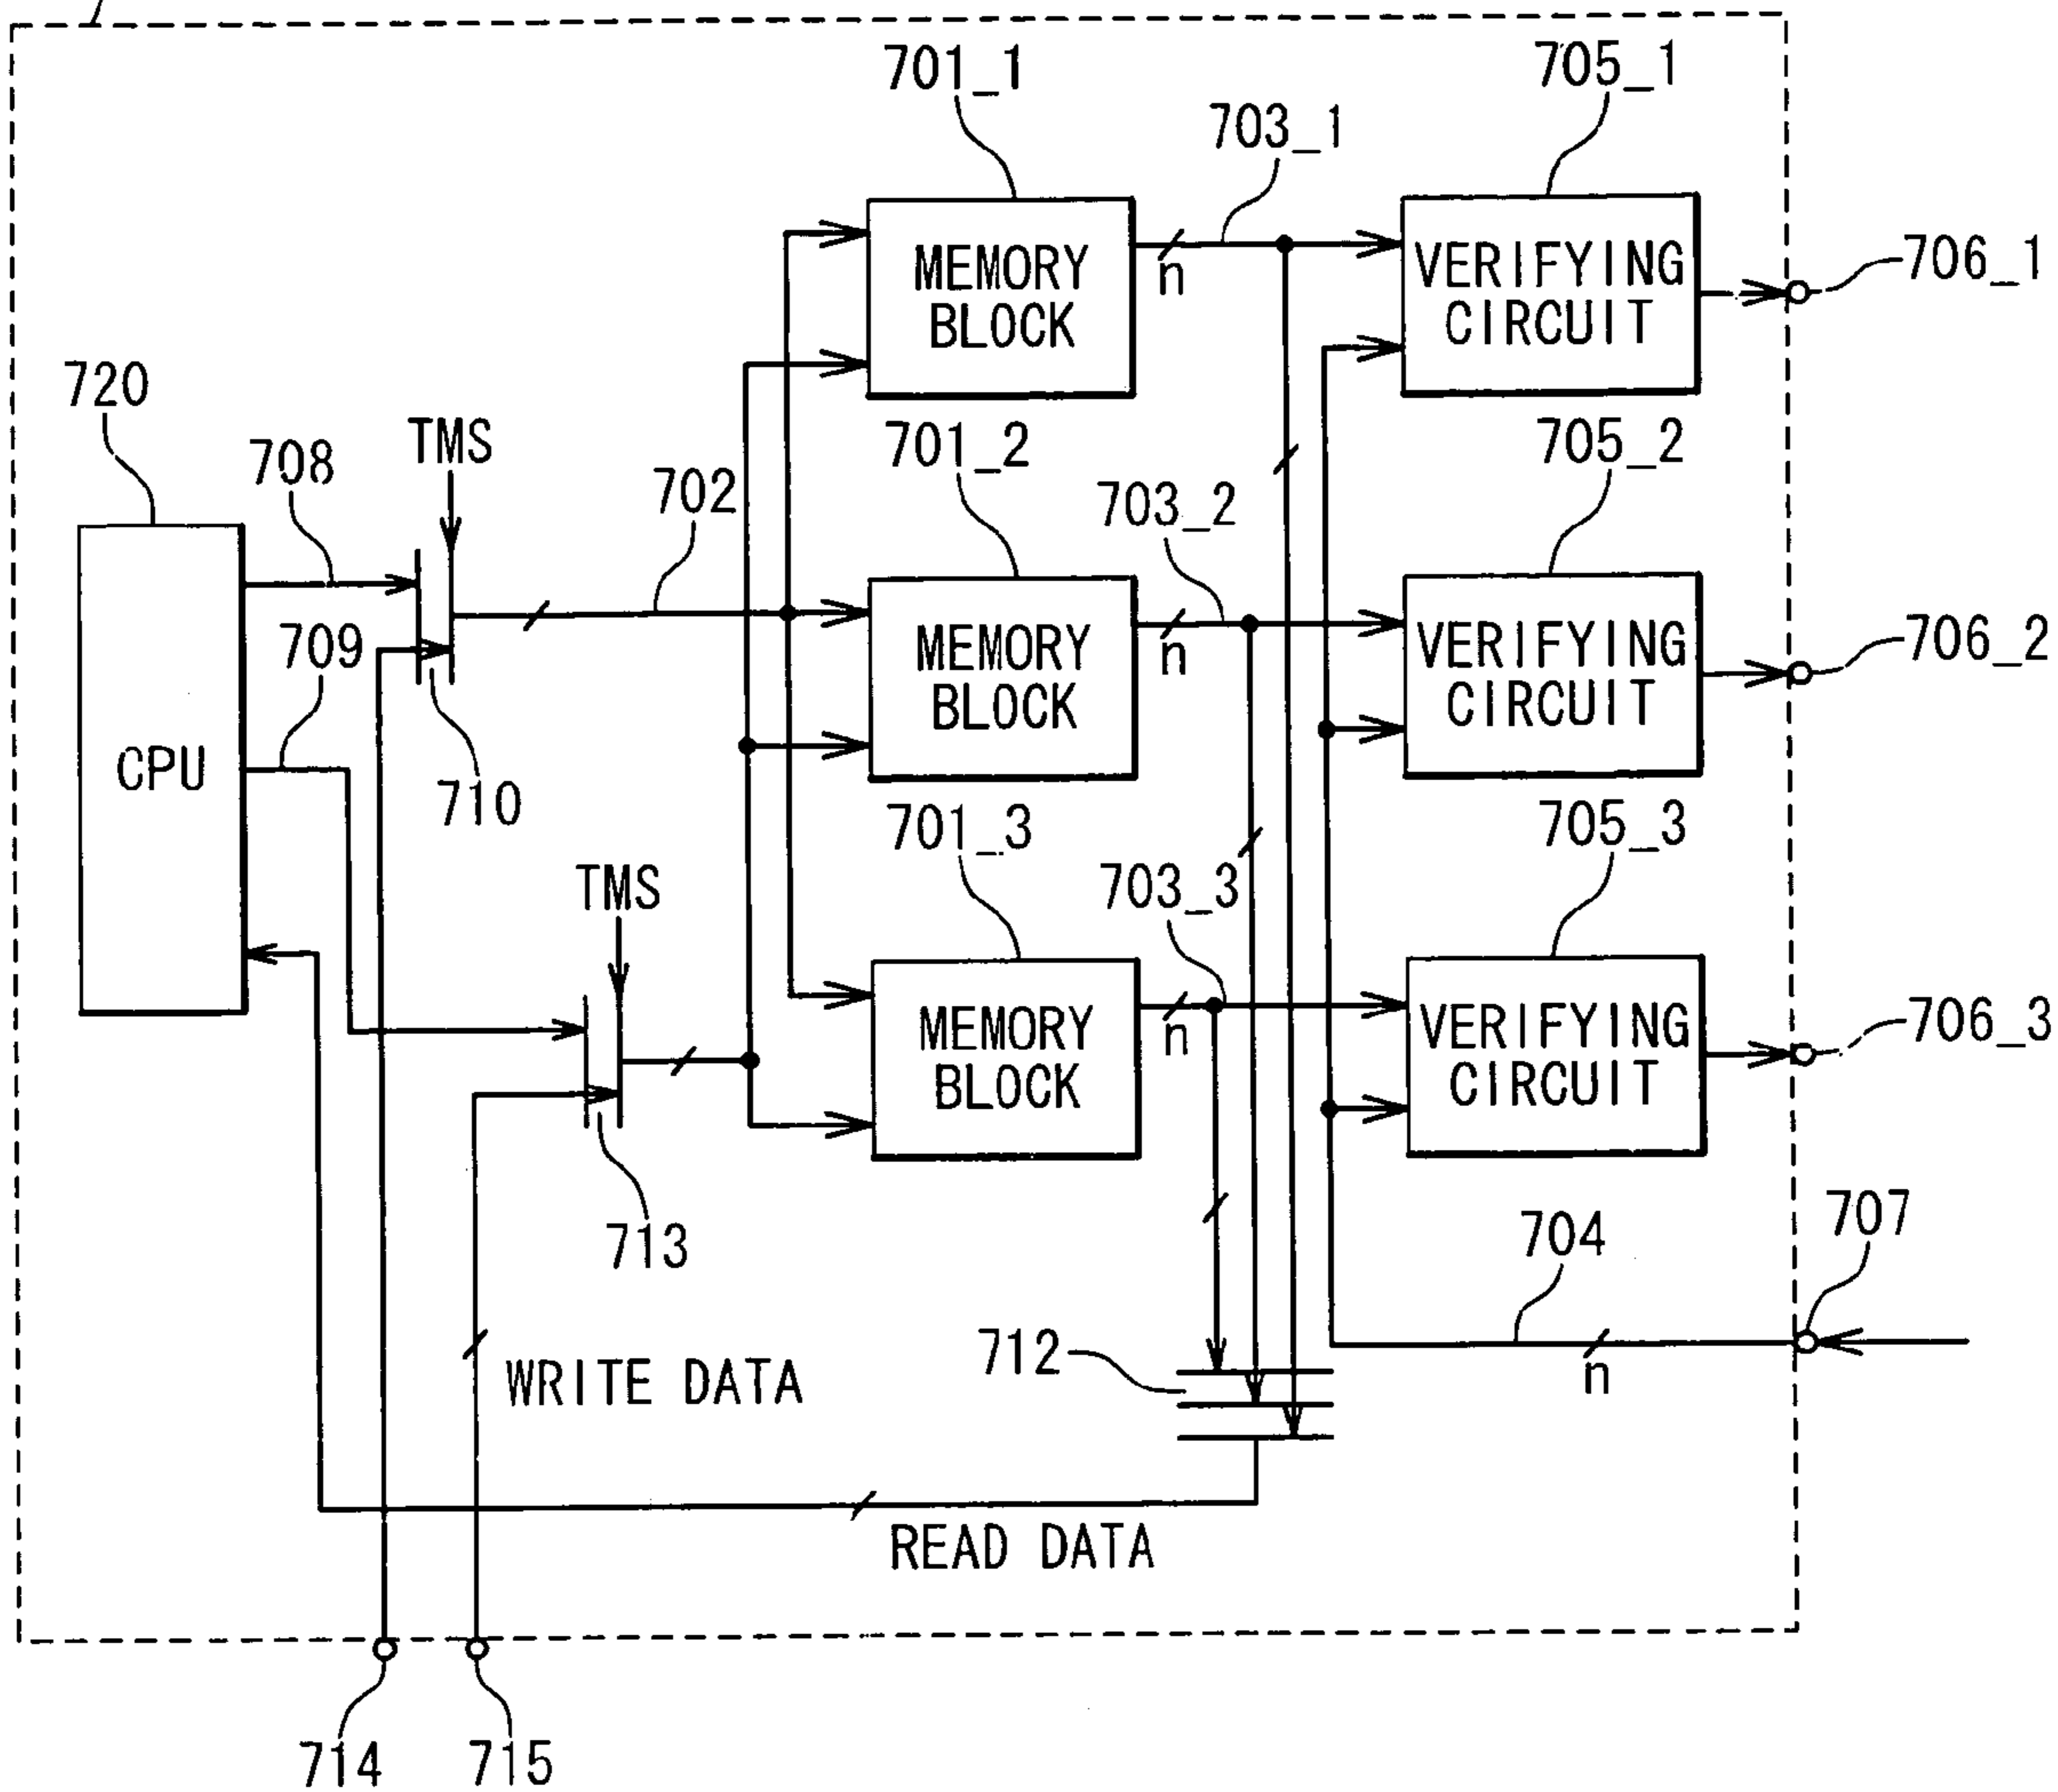 701_1
705_1
703_1
MEMORY
BLOCK
n
VERIFYING
CIRCUIT
706_1
720
708
TMS
702
701_2
703_2
705_2
709
CPU
710
MEMORY
BLOCK
n
VERIFYING
CIRCUIT
706_2
TMS
701_3
703_3
705_3
713
MEMORY
BLOCK
n
VERIFYING
CIRCUIT
706_3
704
707
712
n
WRITE DATA
READ DATA
714
715